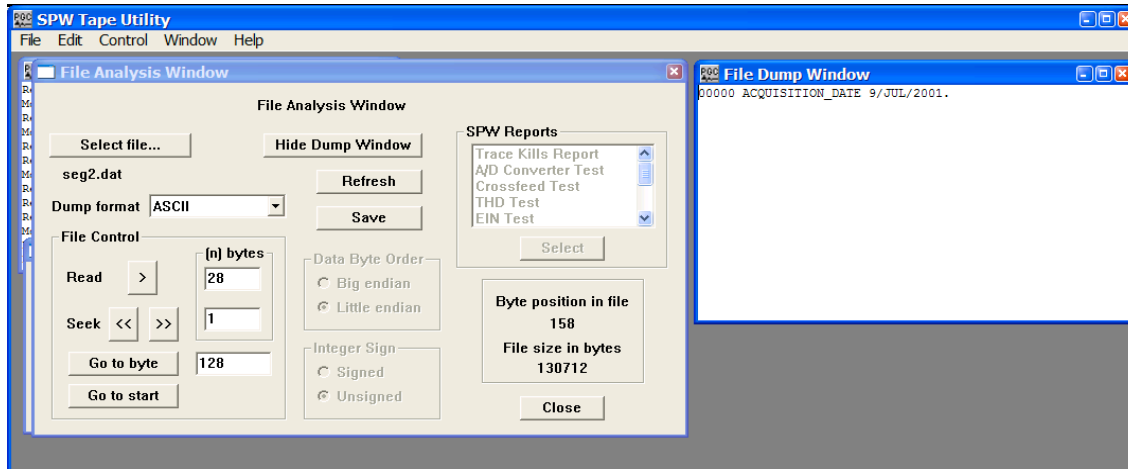 SPW Tape Utility
File Edit Control Window Help
File Analysis Window
File Analysis Window
Select file...
Hide Dump Window
seg2.dat
Refresh
Dump format ASCII
Save
File Control
(n) bytes
Read > 28
Seek << >> 1
Go to byte 128
Go to start
Data Byte Order
Big endian
Little endian
Integer Sign
Signed
Unsigned
SPW Reports
Trace Kills Report
A/D Converter Test
Crossfeed Test
THD Test
EIN Test
Select
Byte position in file
158
File size in bytes
130712
Close
File Dump Window
00000 ACQUISITION_DATE 9/JUL/2001.